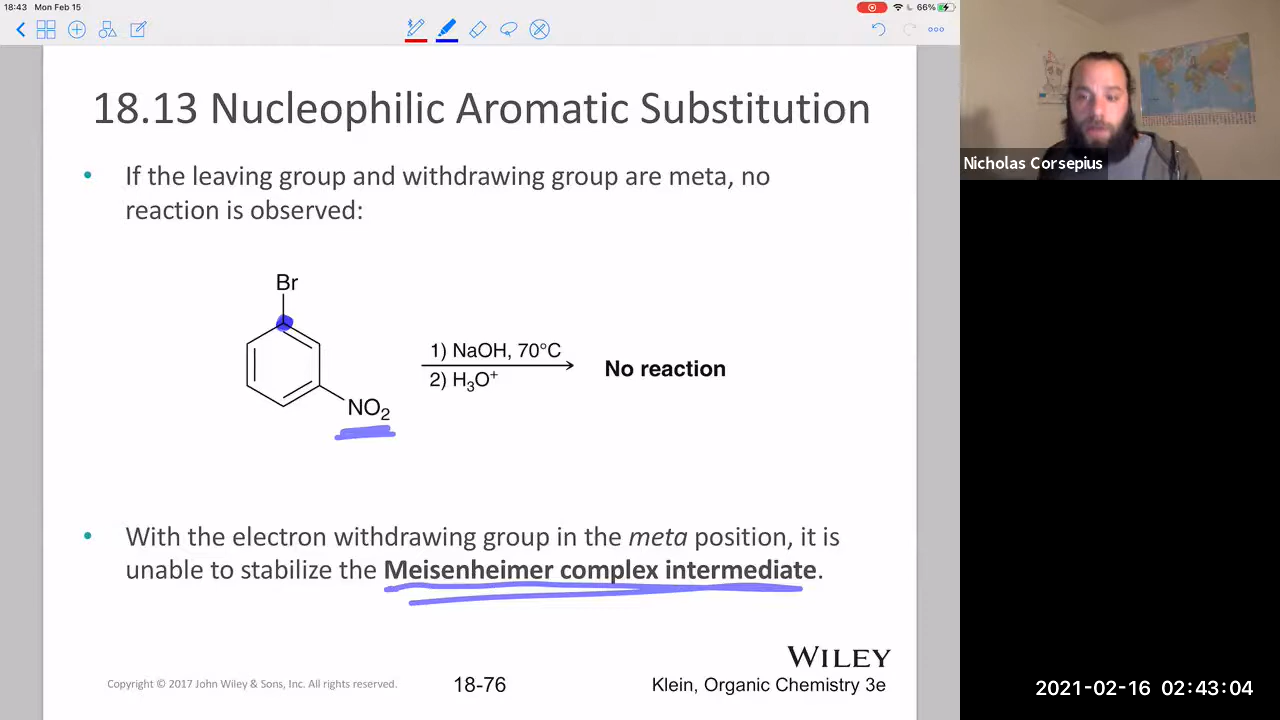 18:43 Mon Feb 15
66%
18.13 Nucleophilic Aromatic Substitution
• If the leaving group and withdrawing group are meta, no
reaction is observed:
Br
NO₂
1) NaOH, 70°C
2) H₃O⁺
No reaction
• With the electron withdrawing group in the meta position, it is
unable to stabilize the Meisenheimer complex intermediate.
WILEY
Copyright © 2017 John Wiley & Sons, Inc. All rights reserved.
18-76
Klein, Organic Chemistry 3e
Nicholas Corsepius
2021-02-16 02:43:04